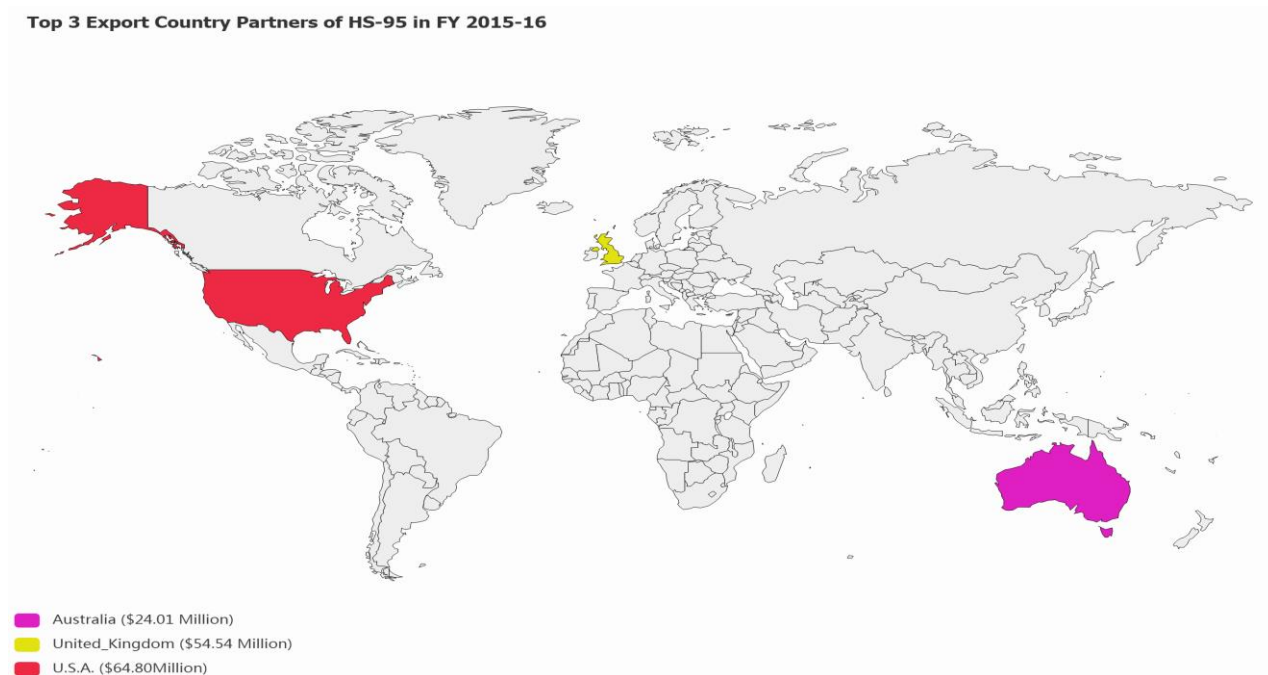 Top 3 Export Country Partners of HS-95 in FY 2015-16
Australia ($24.01 Million)
United_Kingdom ($54.54 Million)
U.S.A. ($64.80Million)